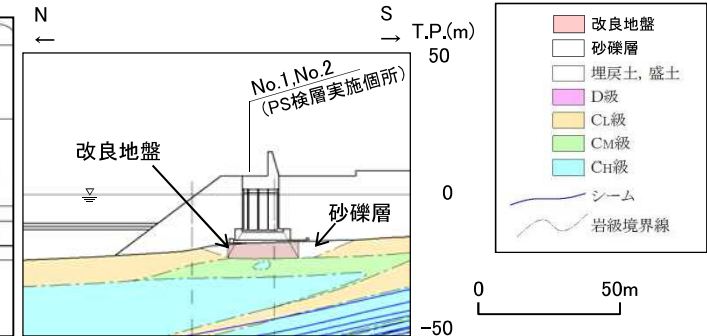 N
S
←
→
T.P.(m)
50
No.1,No.2
(PS検層実施個所)
改良地盤
砂礫層
0
-50
改良地盤
砂礫層
埋戻土, 盛土
D級
CL級
CM級
CH級
シーム
岩級境界線
0
50m